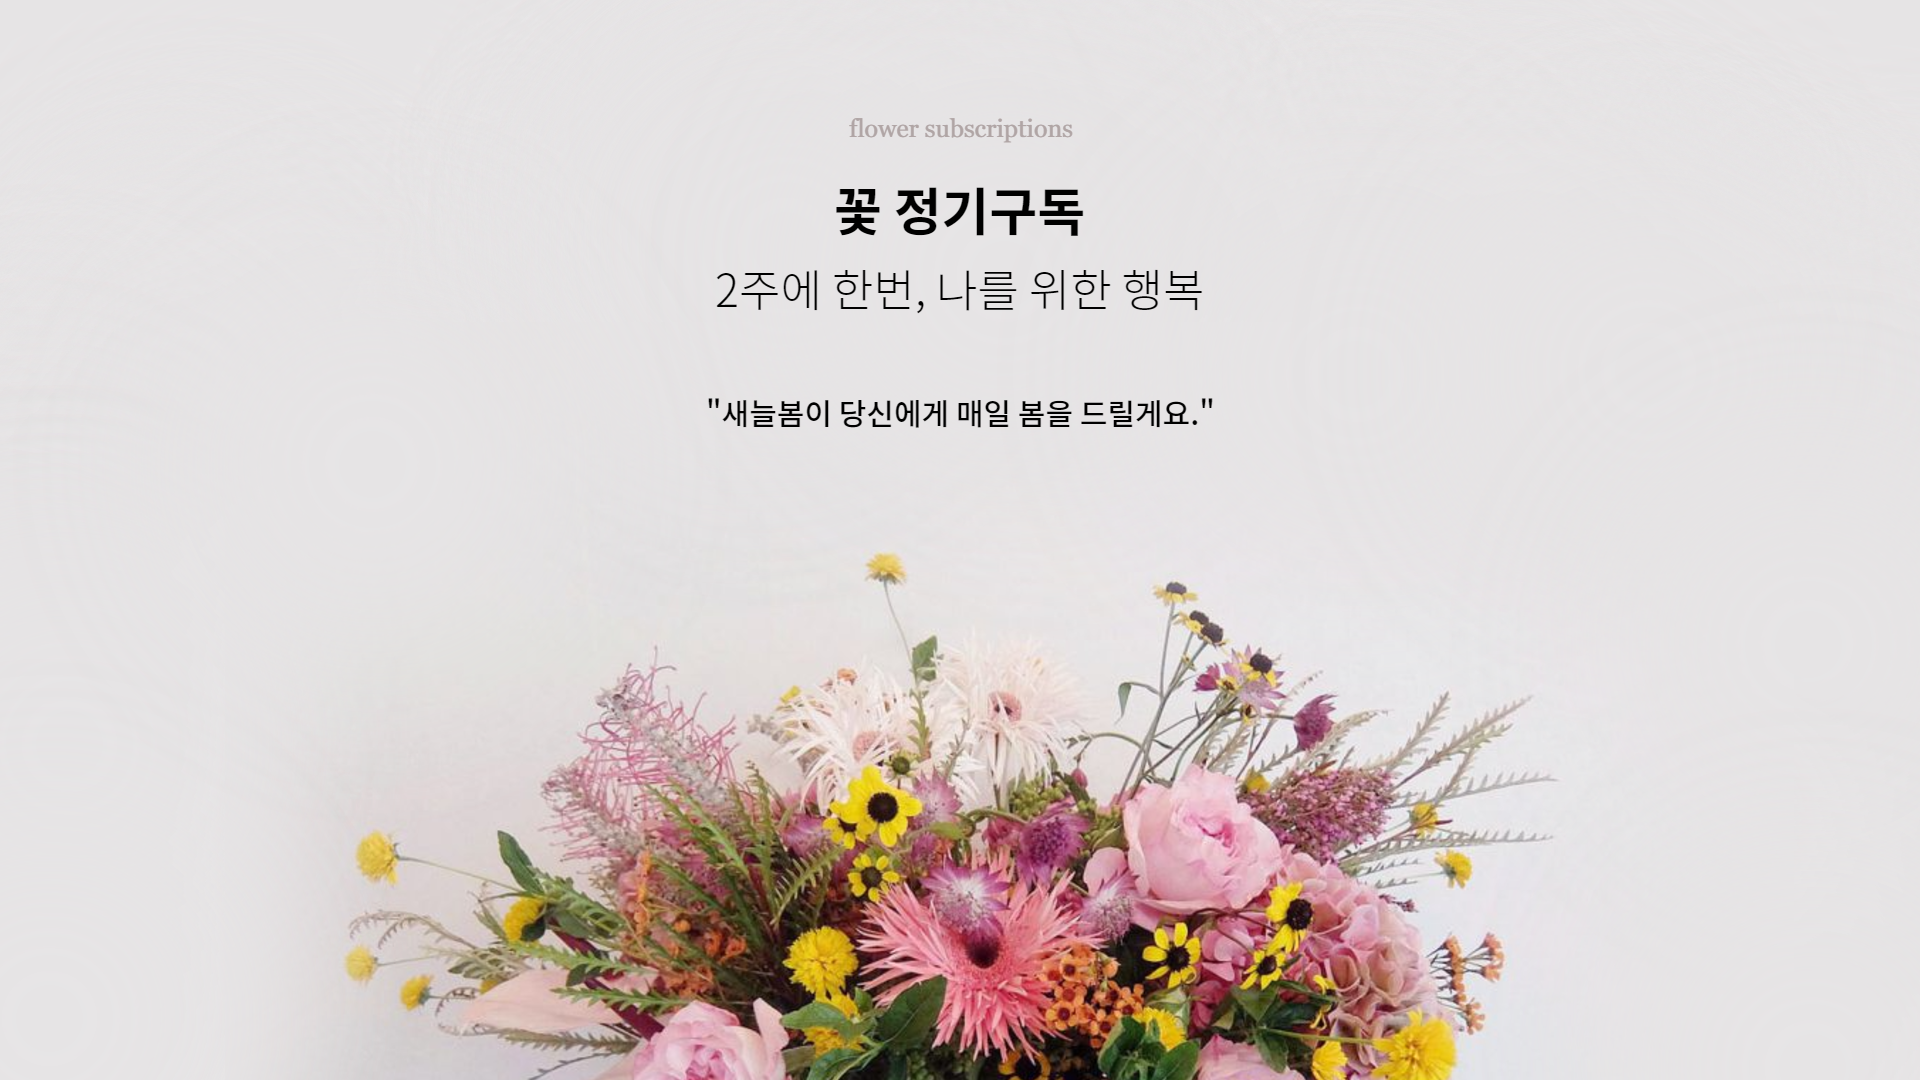 flower subscriptions
꽃 정기구독
2주에 한번, 나를 위한 행복
"새늘봄이 당신에게 매일 봄을 드릴게요."